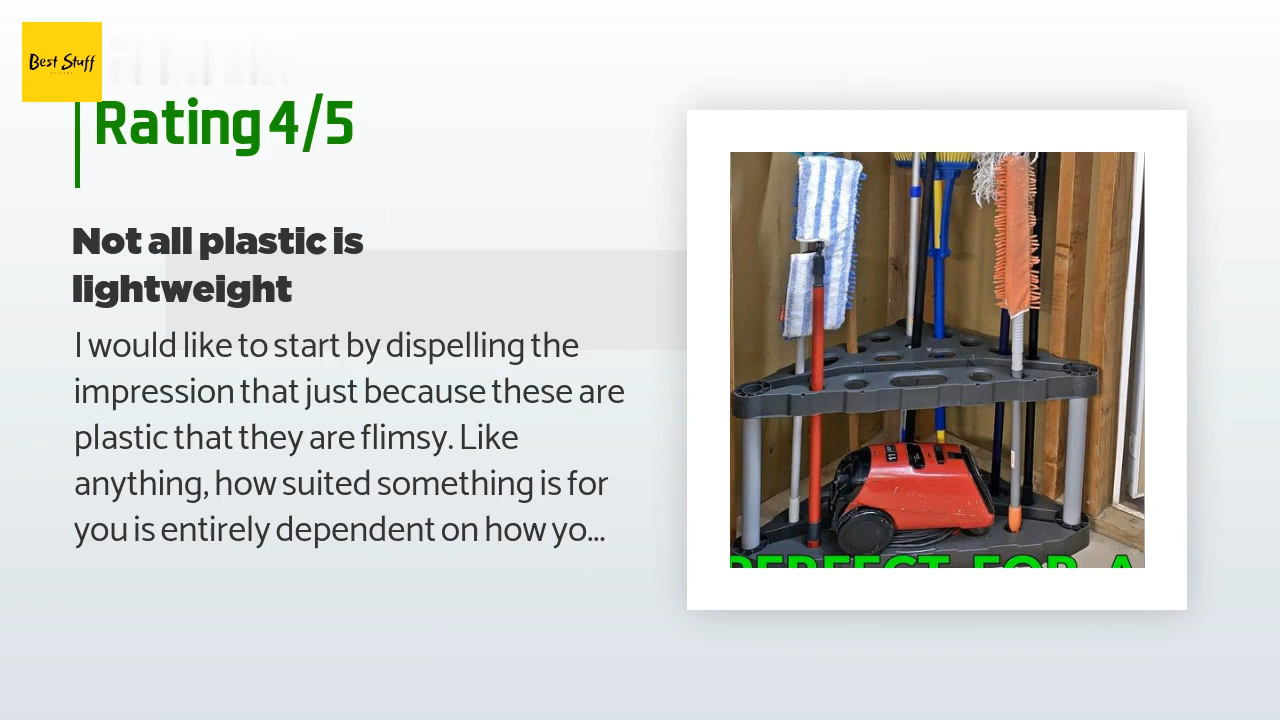 Best Stuff
Rating 4/5
Not all plastic is
lightweight
I would like to start by dispelling the
impression that just because these are
plastic that they are flimsy. Like
anything, how suited something is for
you is entirely dependent on how yo...
PERFECT FOR A